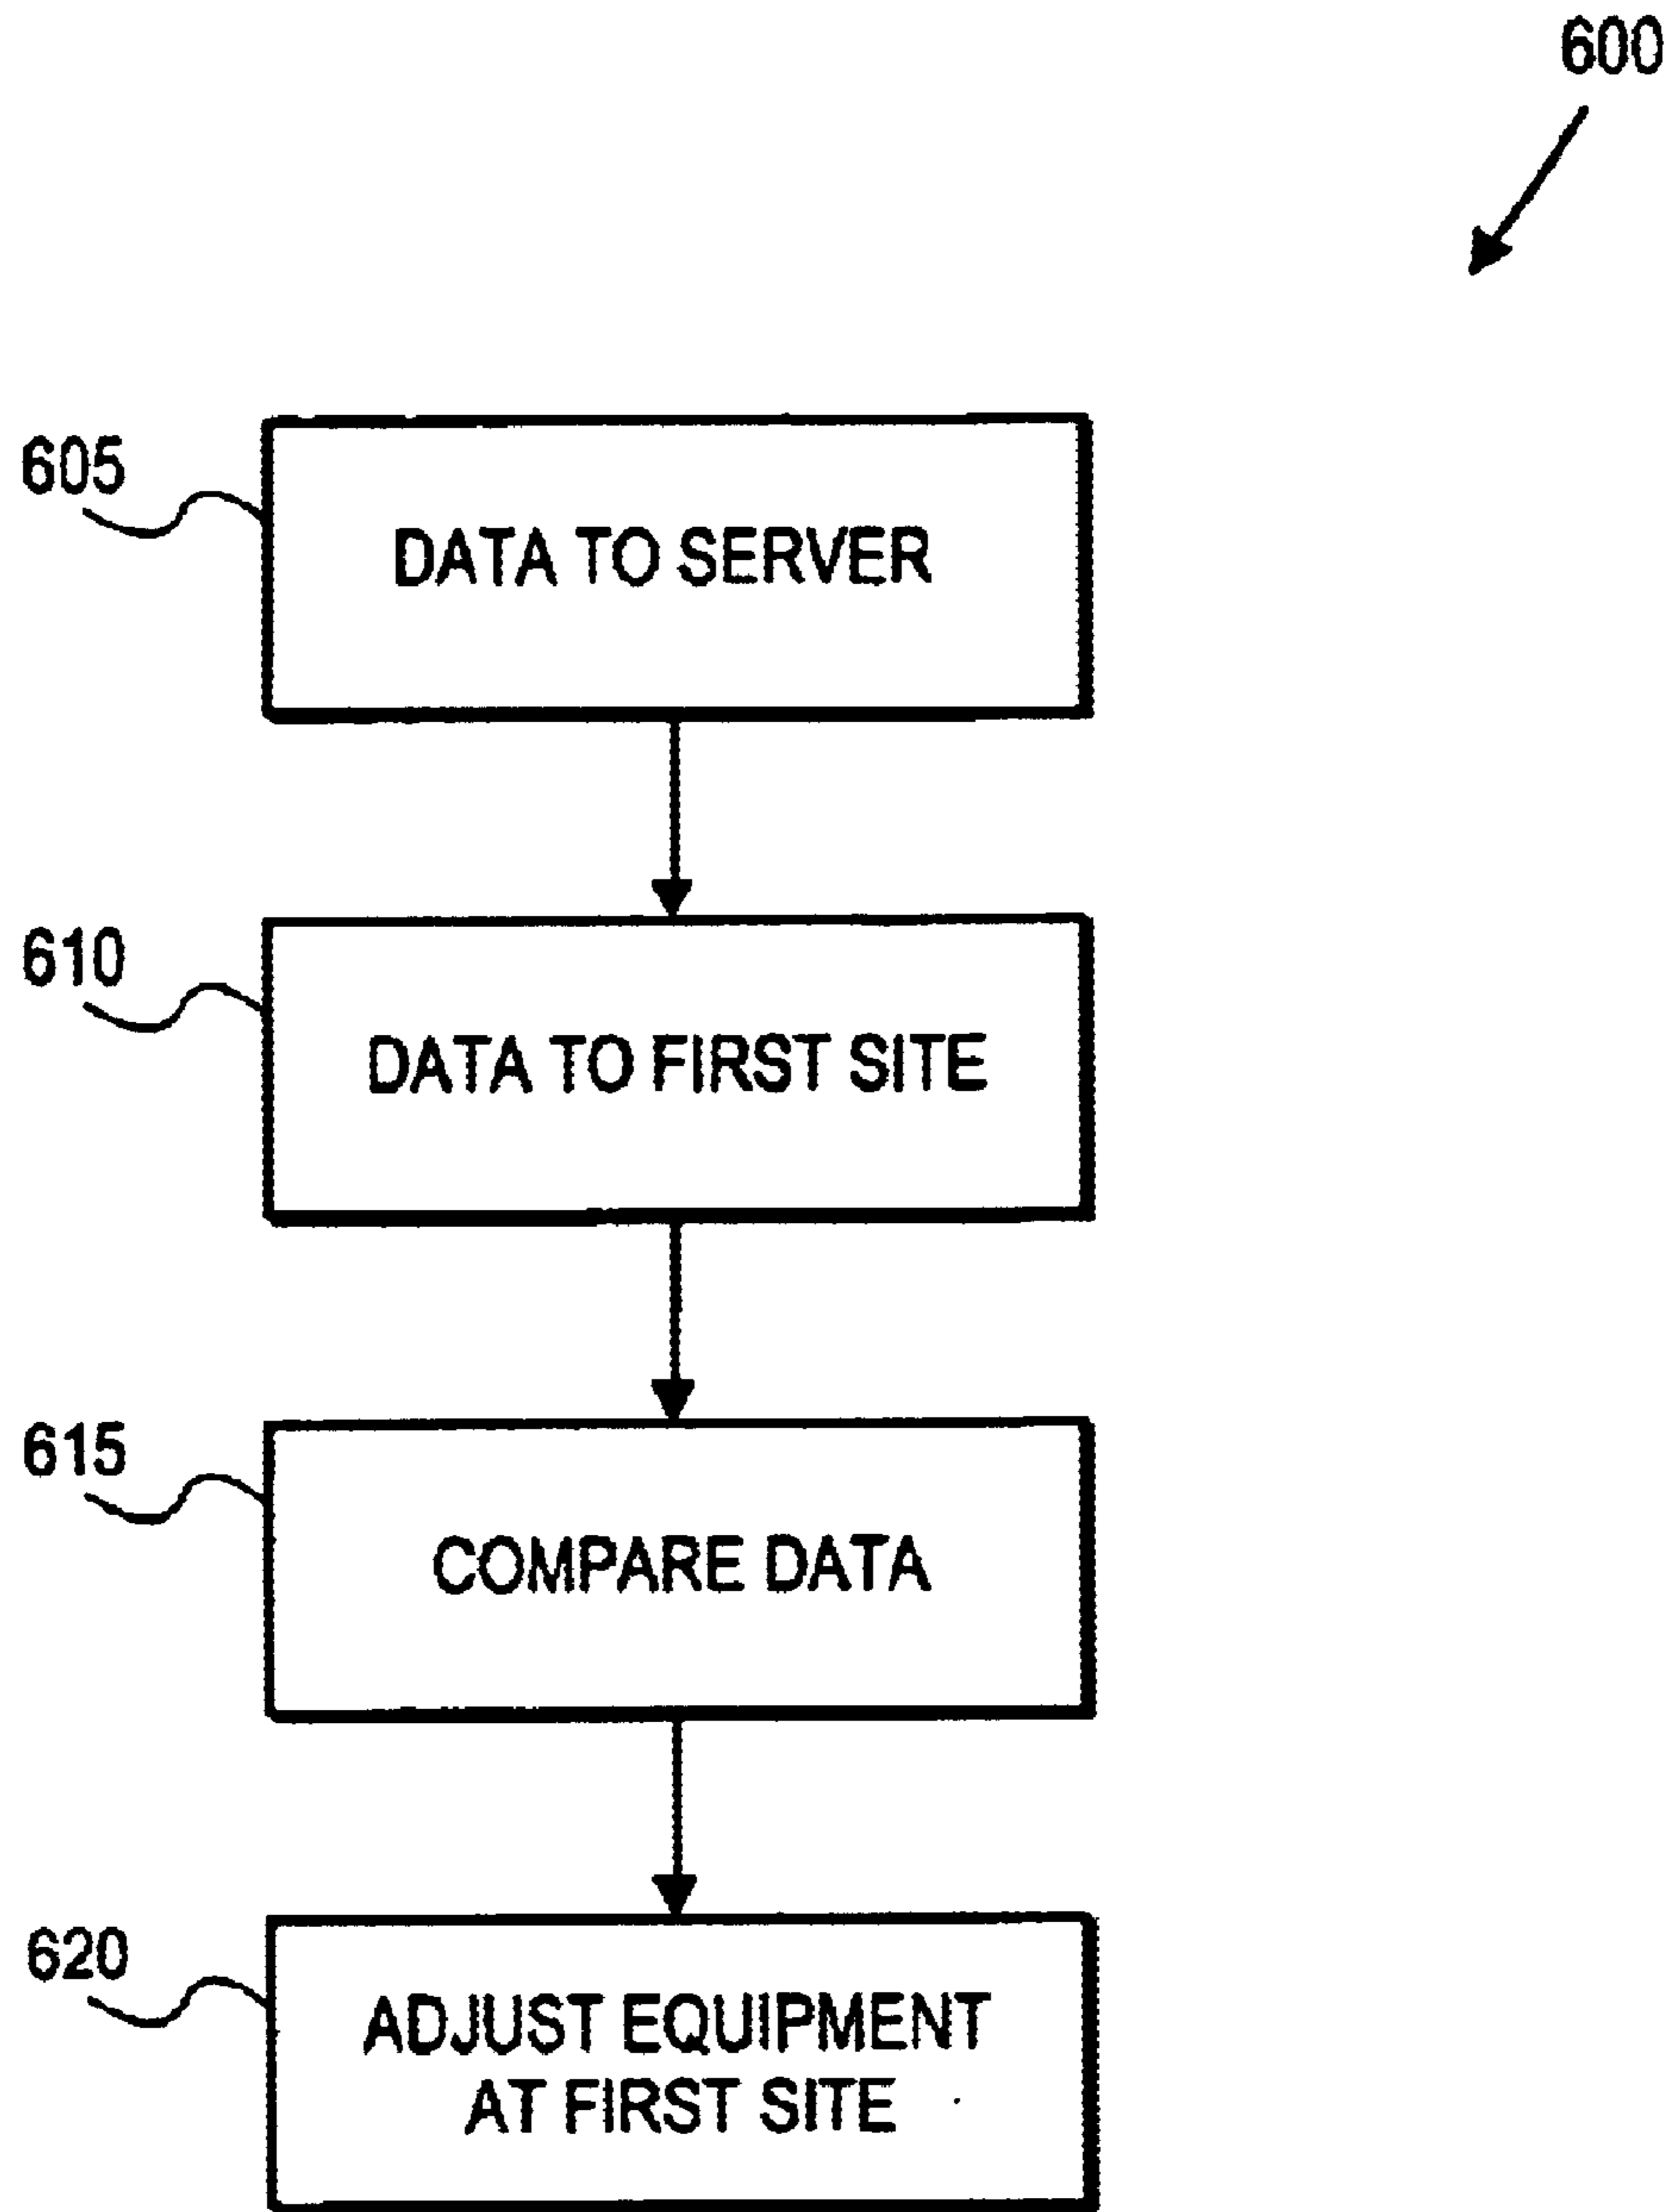 600
605
DATA TO SERVER
610
DATA TO FIRST SITE
615
COMPARE DATA
620
ADJUST EQUIPMENT
AT FIRST SITE